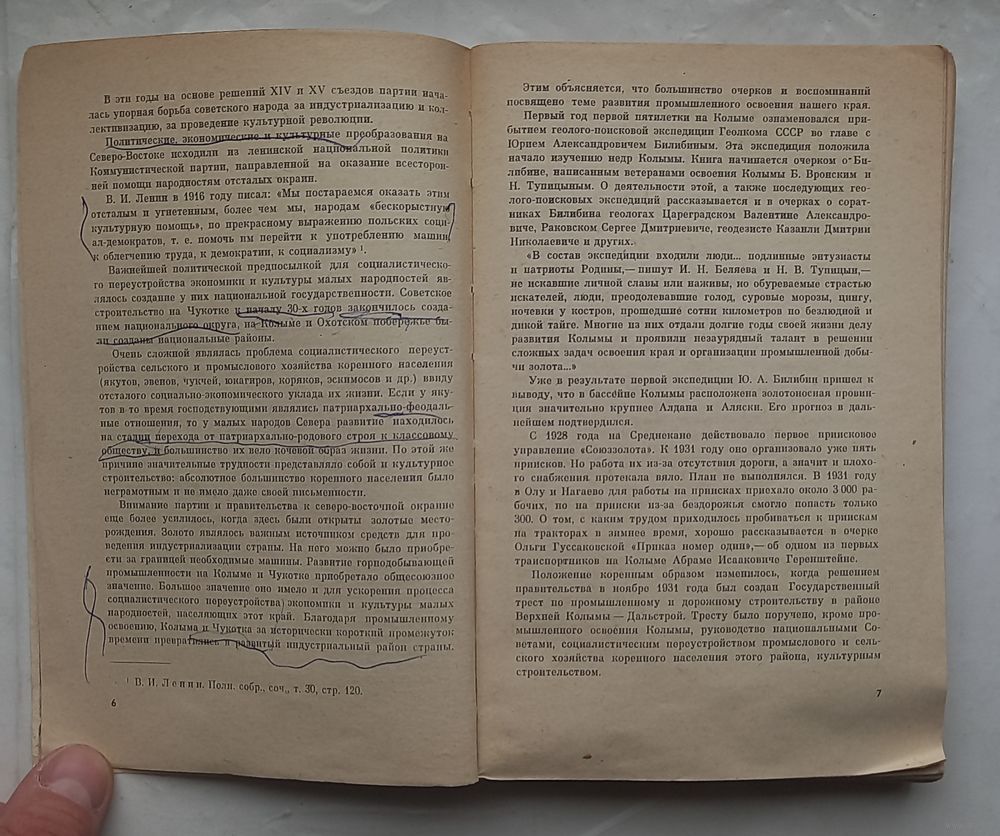 В эти годы на основе решений XIV и XV съездов партии нача-
лась упорная борьба советского народа за индустриализацию и кол-
лективизацию, за проведение культурной революции.
Политические, экономические и культурные преобразования на
Северо-Востоке исходили из ленинской национальной политики
Коммунистической партии, направленной на оказание всесторон-
ней помощи народностям отсталых окраин.
В. И. Ленин в 1916 году писал: «Мы постараемся оказать этим
отсталым и угнетенным, более чем мы, народам «бескорыстную
культурную помощь», по прекрасному выражению польских соци-
ал-демократов, т. е. помочь им перейти к употреблению машин,
к облегчению труда, к демократии, к социализму» ¹.
Важнейшей политической предпосылкой для социалистическо-
го переустройства экономики и культуры малых народностей яв-
лялось создание у них национальной государственности. Советское
строительство на Чукотке к началу 30-х годов закончилось созда-
нием национального округа, на Колыме и Охотском побережье бы-
ли созданы национальные районы.
Очень сложной являлась проблема социалистического переуст-
ройства сельского и промыслового хозяйства коренного населения
(якутов, эвенов, чукчей, юкагиров, коряков, эскимосов и др.) ввиду
отсталого социально-экономического уклада их жизни. Если у яку-
тов в то время господствующими являлись патриархально-феодаль-
ные отношения, то у малых народов Севера развитие находилось
на стадии перехода от патриархально-родового строя к классовому
обществу, и большинство их вело кочевой образ жизни. По этой же
причине значительные трудности представляло собой и культурное
строительство: абсолютное большинство коренного населения было
неграмотным и не имело даже своей письменности.
Внимание партии и правительства к северо-восточной окраине
еще более усилилось, когда здесь были открыты золотые место-
рождения. Золото являлось важным источником средств для про-
ведения индустриализации страны. На него можно было приобре-
сти за границей необходимые машины. Развитие горнодобывающей
промышленности на Колыме и Чукотке приобретало общесоюзное
значение. Большое значение оно имело и для ускорения процесса
социалистического переустройства экономики и культуры малых
народностей, населяющих этот край. Благодаря промышленному
освоению, Колыма и Чукотка за исторически короткий промежуток
времени превратились в развитый индустриальный район страны.
¹ В. И. Ленин. Полн. собр., соч., т. 30, стр. 120.
6
Этим объясняется, что большинство очерков и воспоминаний
посвящено теме развития промышленного освоения нашего края.
Первый год первой пятилетки на Колыме ознаменовался при-
бытием геолого-поисковой экспедиции Геолкома СССР во главе с
Юрием Александровичем Билибиным. Эта экспедиция положила
начало изучению недр Колымы. Книга начинается очерком о Би-
либине, написанным ветеранами освоения Колымы Б. Вронским и
Н. Тупицыным. О деятельности этой, а также последующих гео-
лого-поисковых экспедиций рассказывается и в очерках о сорат-
никах Билибина геологах Цареградском Валентине Александро-
виче, Раковском Сергее Дмитриевиче, геодезисте Казанли Дмитрии
Николаевиче и других.
«В состав экспедиции входили люди... подлинные энтузиасты
и патриоты Родины,— пишут И. Н. Беляева и Н. В. Тупицын,—
не искавшие личной славы или наживы, но обуреваемые страстью
искателей, люди, преодолевавшие голод, суровые морозы, цингу,
ночевки у костров, прошедшие сотни километров по безлюдной и
дикой тайге. Многие из них отдали долгие годы своей жизни делу
развития Колымы и проявили незаурядный талант в решении
сложных задач освоения края и организации промышленной добы-
чи золота...»
Уже в результате первой экспедиции Ю. А. Билибин пришел к
выводу, что в бассейне Колымы расположена золотоносная провин-
ция значительно крупнее Алдана и Аляски. Его прогноз в даль-
нейшем подтвердился.
С 1928 года на Среднекане действовало первое приисковое
управление «Союззолота». К 1931 году оно организовало уже пять
приисков. Но работа их из-за отсутствия дороги, а значит и плохо-
го снабжения протекала вяло. План не выполнялся. В 1931 году
в Олу и Нагаево для работы на приисках приехало около 3 000 ра-
бочих, но на прииски из-за бездорожья смогло попасть только
300. О том, с каким трудом приходилось пробиваться к приискам
на тракторах в зимнее время, хорошо рассказывается в очерке
Ольги Гуссаковской «Приказ номер один»,— об одном из первых
транспортников на Колыме Абраме Исааковиче Геренштейне.
Положение коренным образом изменилось, когда решением
правительства в ноябре 1931 года был создан Государственный
трест по промышленному и дорожному строительству в районе
Верхней Колымы — Дальстрой. Тресту было поручено, кроме про-
мышленного освоения Колымы, руководство национальными Со-
ветами, социалистическим переустройством промыслового и сель-
ского хозяйства коренного населения этого района, культурным
строительством.
7